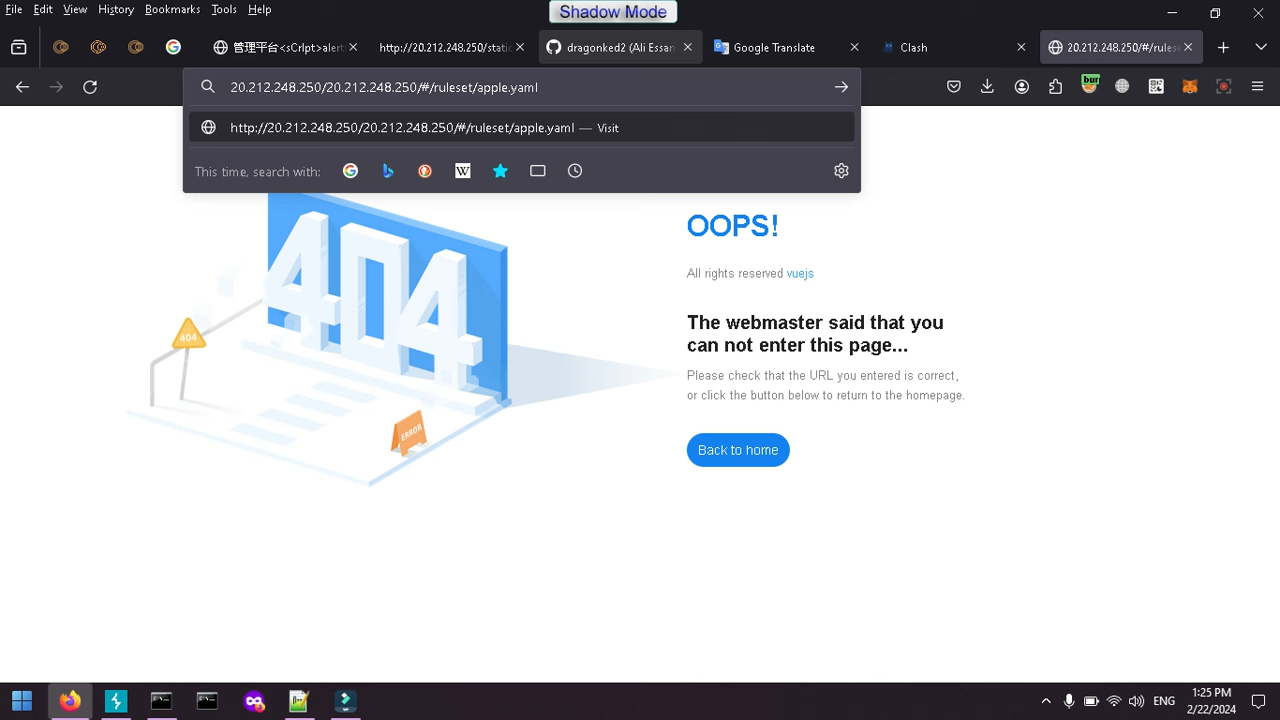 File Edit View History Bookmarks Tools Help
Shadow Mode
管理平台<sCrIpt>alert
http://20.212.248.250/static
dragonked2 (Ali Essam
Google Translate
Clash
20.212.248.250/#/rules
20.212.248.250/20.212.248.250/#/ruleset/apple.yaml
bur
http://20.212.248.250/20.212.248.250/#/ruleset/apple.yaml — Visit
This time, search with:
W
404
404
ERROR
OOPS!
All rights reserved vuejs
The webmaster said that you
can not enter this page...
Please check that the URL you entered is correct,
or click the button below to return to the homepage.
Back to home
ENG
1:25 PM
2/22/2024